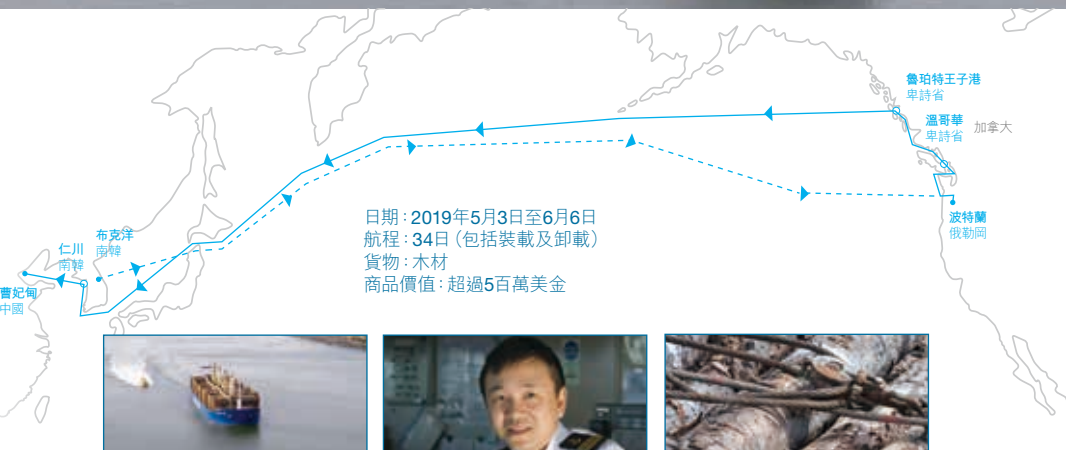 魯珀特王子港
卑詩省
溫哥華
卑詩省
加拿大
波特蘭
俄勒岡
日期：2019年5月3日至6月6日
航程：34日（包括裝載及卸載）
貨物：木材
商品價值：超過5百萬美金
布克洋
南韓
仁川
南韓
曹妃甸
中國